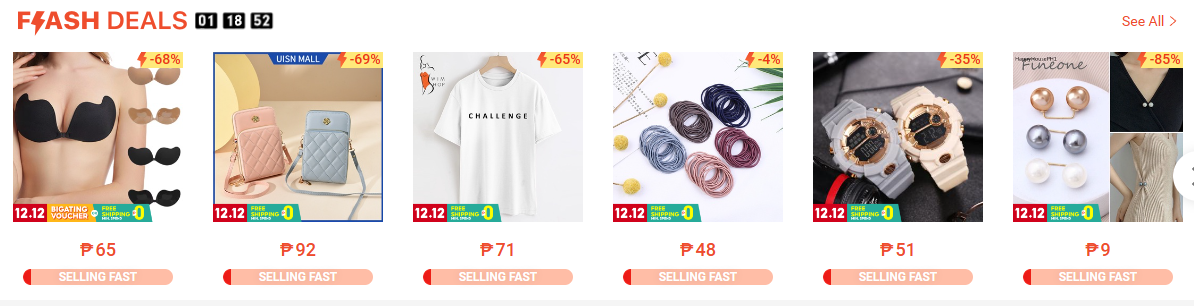 FLASH DEALS 01 18 52
See All >
-68%
12.12 BIGATING VOUCHER FREE SHIPPING ₱0
₱65
SELLING FAST
UISN MALL -69%
12.12 FREE SHIPPING ₱0
₱92
SELLING FAST
SWIM SHOP -65%
CHALLENGE
12.12 FREE SHIPPING ₱0
₱71
SELLING FAST
-4%
12.12 FREE SHIPPING ₱0
₱48
SELLING FAST
-35%
12.12 FREE SHIPPING ₱0
₱51
SELLING FAST
HappyHousePH1 -85%
Fineone
12.12 FREE SHIPPING ₱0
₱9
SELLING FAST